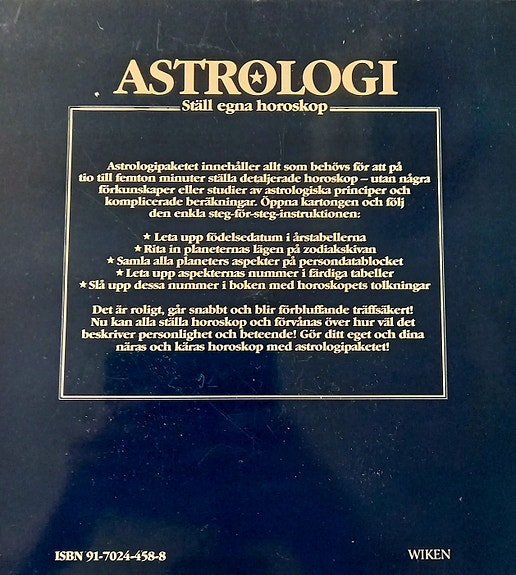 ASTROLOGI
Ställ egna horoskop
Astrologipaketet innehåller allt som behövs för att på
tio till femton minuter ställa detaljerade horoskop – utan några
förkunskaper eller studier av astrologiska principer och
komplicerade beräkningar. Öppna kartongen och följ
den enkla steg-för-steg-instruktionen:
★ Leta upp födelsedatum i årstabellerna
★ Rita in planeternas lägen på zodiakskivan
★ Samla alla planeters aspekter på persondatablocket
★ Leta upp aspekternas nummer i färdiga tabeller
★ Slå upp dessa nummer i boken med horoskopets tolkningar
Det är roligt, går snabbt och blir förbluffande träffsäkert!
Nu kan alla ställa horoskop och förvånas över hur väl det
beskriver personlighet och beteende! Gör ditt eget och dina
näras och käras horoskop med astrologipaketet!
ISBN 91-7024-458-8
WIKEN